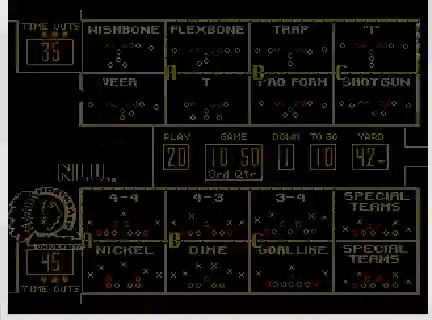 TIME OUTS
35
WISHBONE FLEXBONE TRAP "I"
A B C
VEER T PRO FORM SHOTGUN
PLAY GAME DOWN TO GO YARD
20 10 50 1 10 42
3rd Qtr
4-4 4-3 3-4 SPECIAL TEAMS
A B C
NICKEL DIME GOALLINE SPECIAL TEAMS
45
TIME OUTS